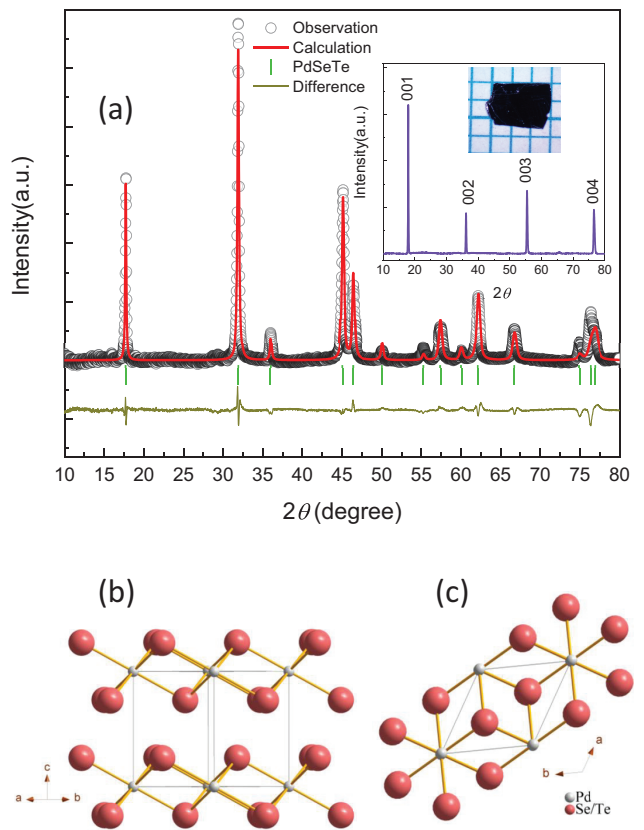 Observation
Calculation
PdSeTe
Difference
(a)
Intensity(a.u.)
10 15 20 25 30 35 40 45 50 55 60 65 70 75 80
2θ (degree)
Intensity(a.u.)
001
002
003
004
10 20 30 40 50 60 70 80
2θ
(b)
(c)
c
a
b
a
b
Pd
Se/Te